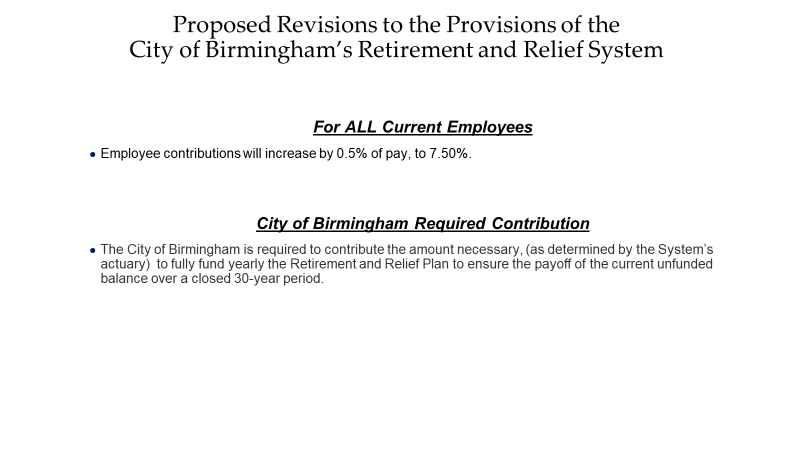 Proposed Revisions to the Provisions of the
City of Birmingham's Retirement and Relief System
For ALL Current Employees
• Employee contributions will increase by 0.5% of pay, to 7.50%.
City of Birmingham Required Contribution
• The City of Birmingham is required to contribute the amount necessary, (as determined by the System's
actuary)  to fully fund yearly the Retirement and Relief Plan to ensure the payoff of the current unfunded
balance over a closed 30-year period.